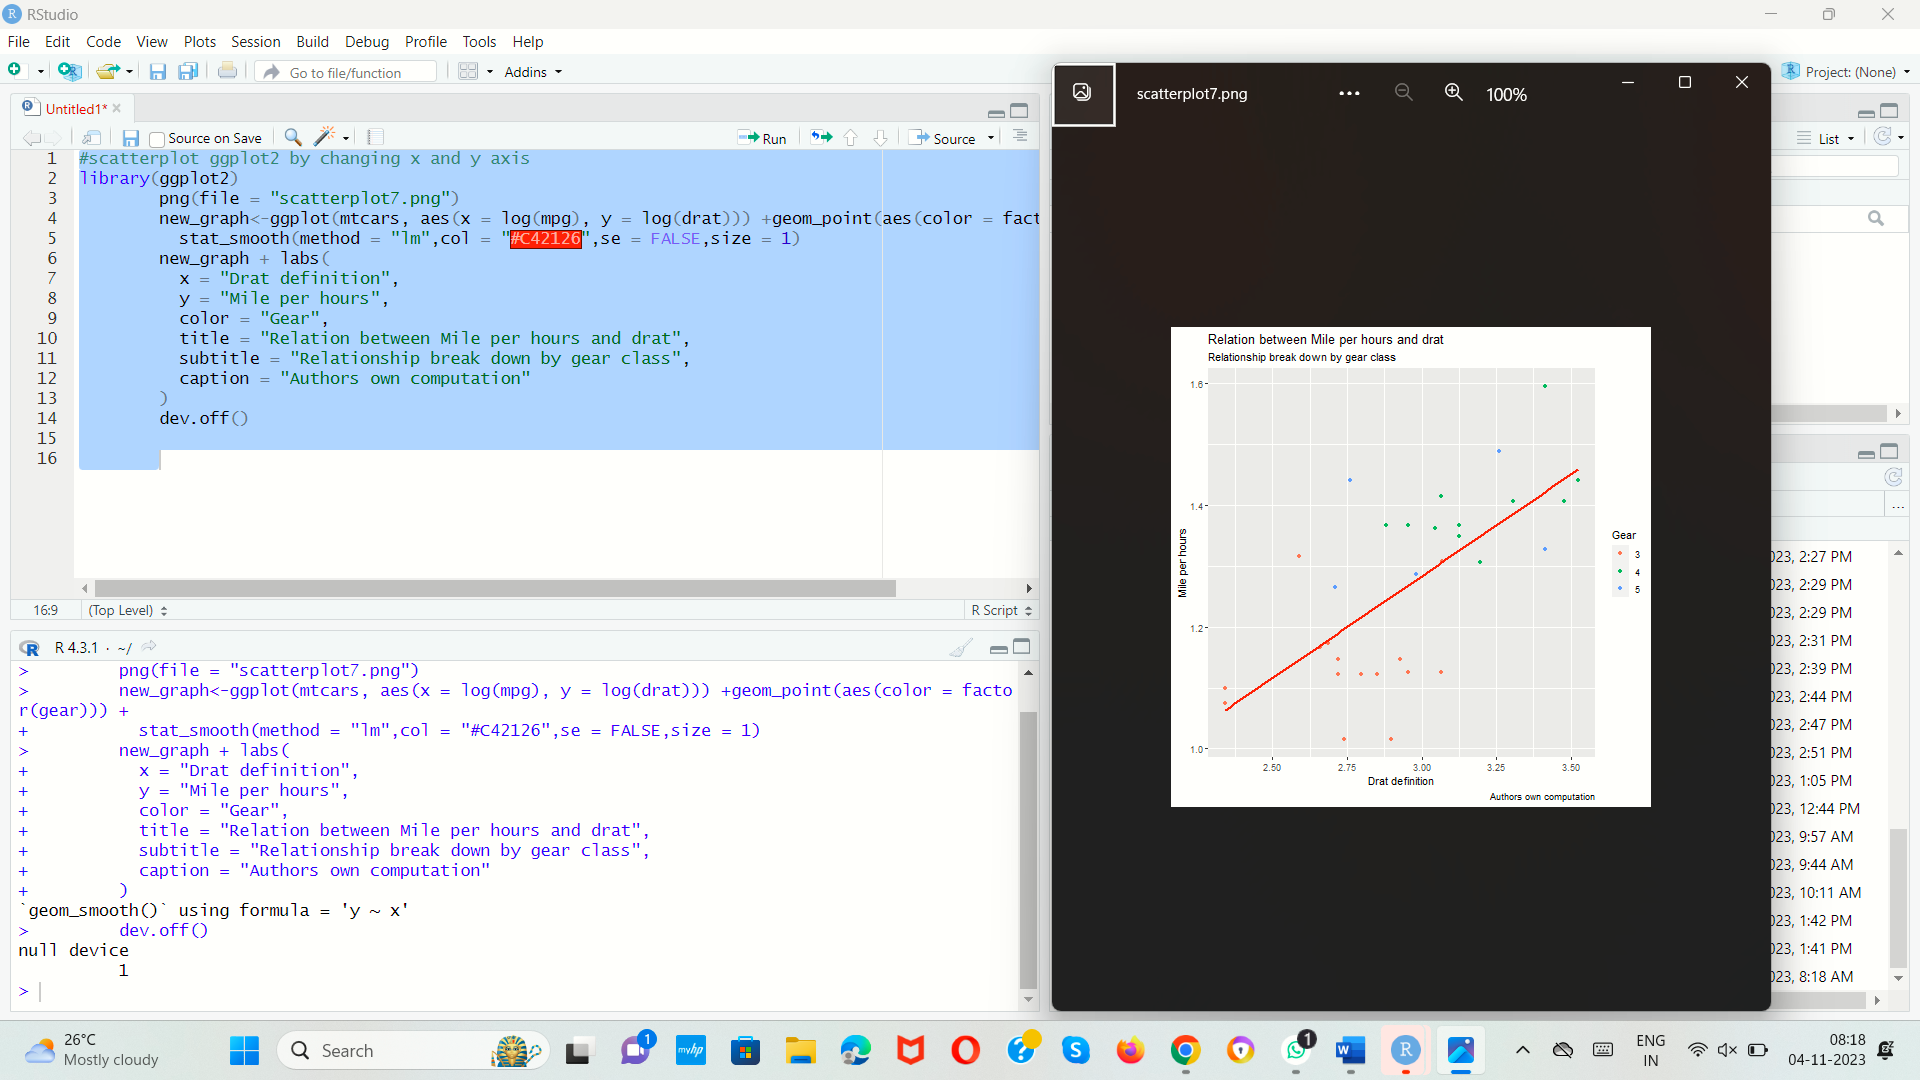 RStudio
File Edit Code View Plots Session Build Debug Profile Tools Help
Go to file/function Addins
Project: (None)
Untitled1*
Source on Save Run Source
List
1 #scatterplot ggplot2 by changing x and y axis
2 library(ggplot2)
3 png(file = "scatterplot7.png")
4 new_graph<-ggplot(mtcars, aes(x = log(mpg), y = log(drat))) +geom_point(aes(color = fact
5 stat_smooth(method = "lm",col = "#C42126",se = FALSE,size = 1)
6 new_graph + labs(
7 x = "Drat definition",
8 y = "Mile per hours",
9 color = "Gear",
10 title = "Relation between Mile per hours and drat",
11 subtitle = "Relationship break down by gear class",
12 caption = "Authors own computation"
13 )
14 dev.off()
15
16
16:9 (Top Level) R Script
R 4.3.1 · ~/
> png(file = "scatterplot7.png")
> new_graph<-ggplot(mtcars, aes(x = log(mpg), y = log(drat))) +geom_point(aes(color = facto
r(gear))) +
+ stat_smooth(method = "lm",col = "#C42126",se = FALSE,size = 1)
> new_graph + labs(
+ x = "Drat definition",
+ y = "Mile per hours",
+ color = "Gear",
+ title = "Relation between Mile per hours and drat",
+ subtitle = "Relationship break down by gear class",
+ caption = "Authors own computation"
+ )
`geom_smooth()` using formula = 'y ~ x'
> dev.off()
null device
1
>
scatterplot7.png ... 100%
Relation between Mile per hours and drat
Relationship break down by gear class
1.6
1.4
1.2
1.0
Mile per hours
2.50 2.75 3.00 3.25 3.50
Drat definition
Authors own computation
Gear
3
4
5
...
023, 2:27 PM
023, 2:29 PM
023, 2:29 PM
023, 2:31 PM
023, 2:39 PM
023, 2:44 PM
023, 2:47 PM
023, 2:51 PM
023, 1:05 PM
023, 12:44 PM
023, 9:57 AM
023, 9:44 AM
023, 10:11 AM
023, 1:42 PM
023, 1:41 PM
023, 8:18 AM
26°C
Mostly cloudy
Search
1
myhp
1
ENG
IN
08:18
04-11-2023